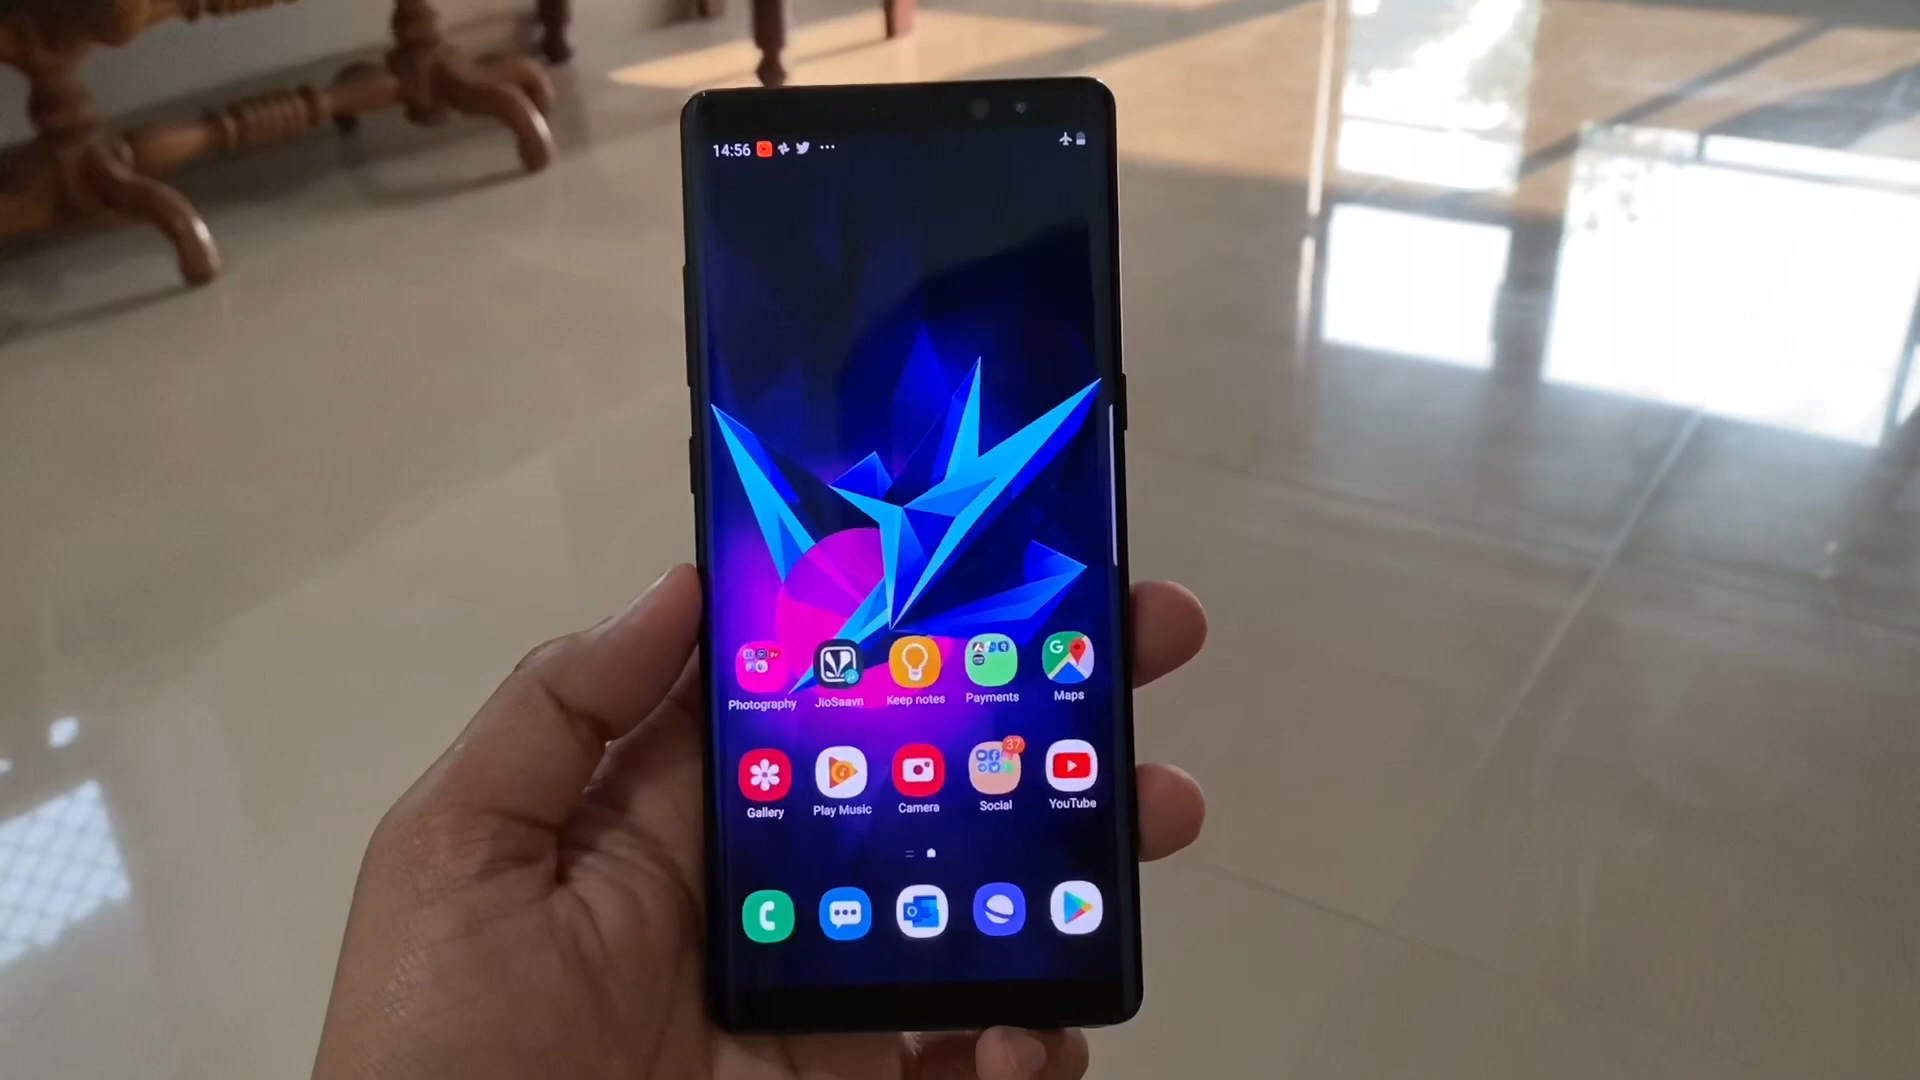 14:56
Photography JioSaavn Keep notes Payments Maps
37
Gallery Play Music Camera Social YouTube